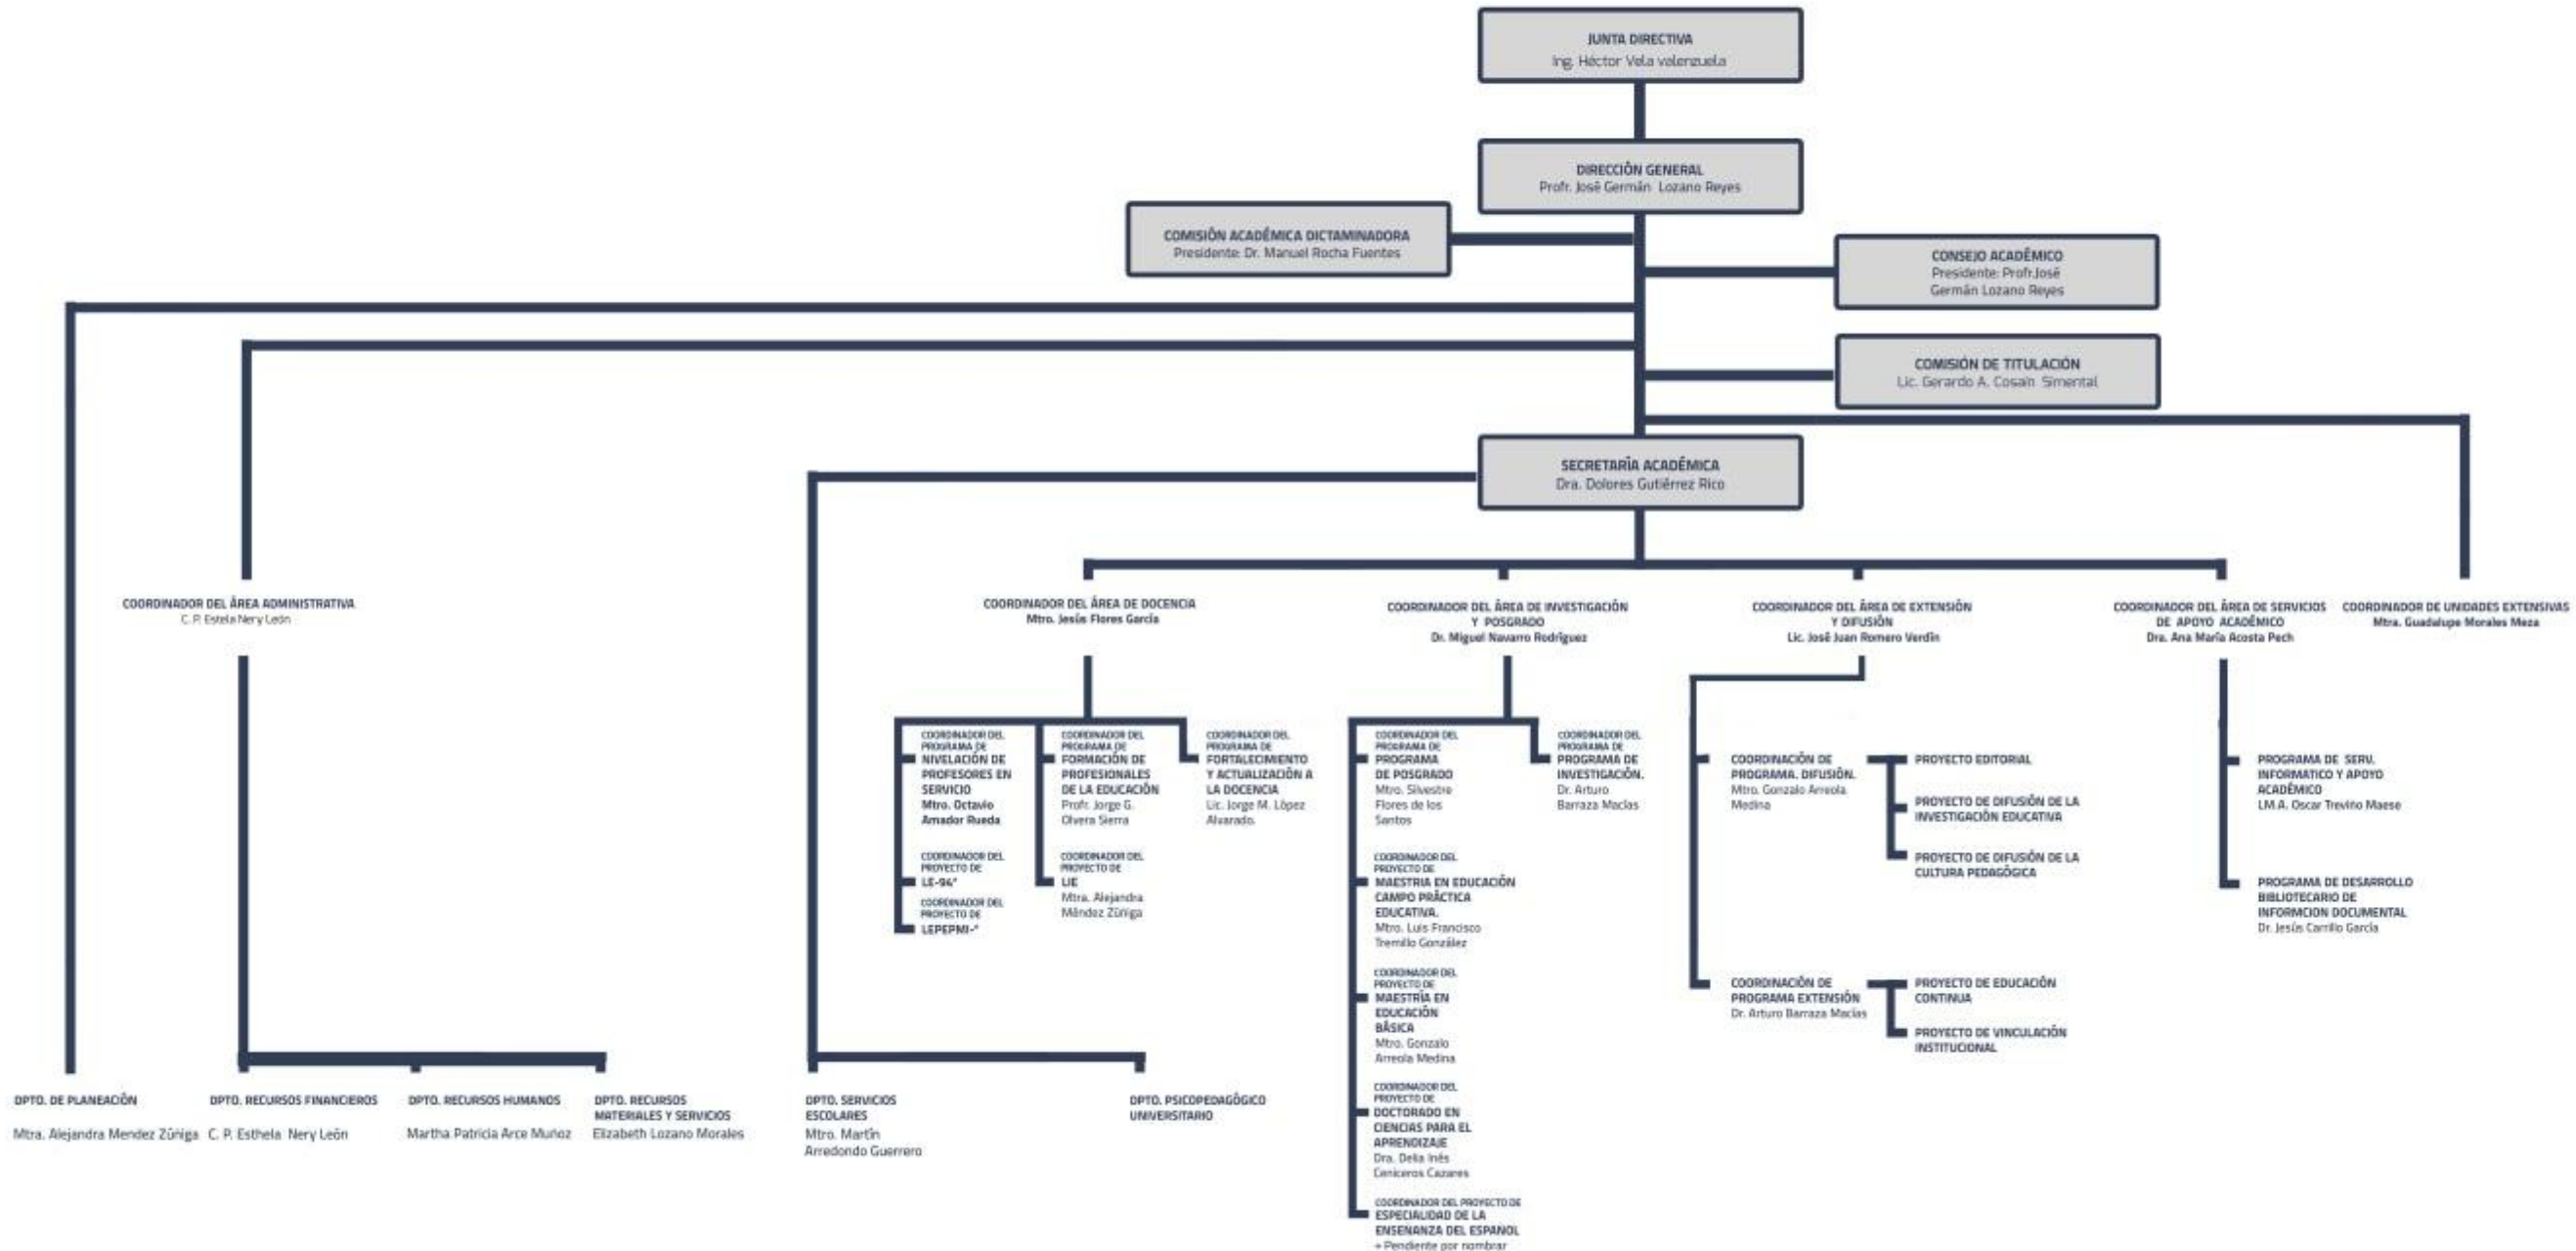 JUNTA DIRECTIVA
Ing. Héctor Vela valenzuela
DIRECCIÓN GENERAL
Profr. José Germán Lozano Reyes
COMISIÓN ACADÉMICA DICTAMINADORA
Presidente: Dr. Manuel Rocha Fuentes
CONSEJO ACADÉMICO
Presidente: Profr.José
Germán Lozano Reyes
COMISIÓN DE TITULACIÓN
Lic. Gerardo A. Cosain Simental
SECRETARÍA ACADÉMICA
Dra. Dolores Gutiérrez Rico
COORDINADOR DEL ÁREA ADMINISTRATIVA
C. P. Estela Nery León
COORDINADOR DEL ÁREA DE DOCENCIA
Mtro. Jesús Flores García
COORDINADOR DEL ÁREA DE INVESTIGACIÓN
Y POSGRADO
Dr. Miguel Navarro Rodríguez
COORDINADOR DEL ÁREA DE EXTENSIÓN
Y DIFUSIÓN
Lic. José Juan Romero Verdín
COORDINADOR DEL ÁREA DE SERVICIOS
DE APOYO ACADÉMICO
Dra. Ana María Acosta Pech
COORDINADOR DE UNIDADES EXTENSIVAS
Mtra. Guadalupe Morales Meza
COORDINADOR DEL
PROGRAMA DE
NIVELACIÓN DE
PROFESORES EN
SERVICIO
Mtro. Octavio
Amador Rueda
COORDINADOR DEL
PROYECTO DE
LE-94*
COORDINADOR DEL
PROYECTO DE
LEPEPMI-*
COORDINADOR DEL
PROGRAMA DE
FORMACIÓN DE
PROFESIONALES
DE LA EDUCACIÓN
Profr. Jorge G.
Olvera Sierra
COORDINADOR DEL
PROYECTO DE
LIE
Mtra. Alejandra
Méndez Zúñiga
COORDINADOR DEL
PROGRAMA DE
FORTALECIMIENTO
Y ACTUALIZACIÓN A
LA DOCENCIA
Lic. Jorge M. López
Alvarado.
COORDINADOR DEL
PROGRAMA DE
PROGRAMA
DE POSGRADO
Mtro. Silvestre
Flores de los
Santos
COORDINADOR DEL
PROYECTO DE
MAESTRIA EN EDUCACIÓN
CAMPO PRÁCTICA
EDUCATIVA.
Mtro. Luis Francisco
Tremillo González
COORDINADOR DEL
PROYECTO DE
MAESTRÍA EN
EDUCACIÓN
BÁSICA
Mtro. Gonzalo
Arreola Medina
COORDINADOR DEL
PROYECTO DE
DOCTORADO EN
CIENCIAS PARA EL
APRENDIZAJE
Dra. Delia Inés
Ceniceros Cazares
COORDINADOR DEL PROYECTO DE
ESPECIALIDAD DE LA
ENSENANZA DEL ESPAÑOL
+ Pendiente por nombrar
COORDINADOR DEL
PROGRAMA DE
PROGRAMA DE
INVESTIGACIÓN.
Dr. Arturo
Barraza Macías
COORDINACIÓN DE
PROGRAMA. DIFUSIÓN.
Mtro. Gonzalo Arreola
Medina
PROYECTO EDITORIAL
PROYECTO DE DIFUSIÓN DE LA
INVESTIGACIÓN EDUCATIVA
PROYECTO DE DIFUSIÓN DE LA
CULTURA PEDAGÓGICA
COORDINACIÓN DE
PROGRAMA EXTENSIÓN
Dr. Arturo Barraza Macías
PROYECTO DE EDUCACIÓN
CONTINUA
PROYECTO DE VINCULACIÓN
INSTITUCIONAL
PROGRAMA DE SERV.
INFORMATICO Y APOYO
ACADÉMICO
LM.A. Oscar Treviño Maese
PROGRAMA DE DESARROLLO
BIBLIOTECARIO DE
INFORMCION DOCUMENTAL
Dr. Jesús Carrillo García
DPTO. DE PLANEACIÓN
Mtra. Alejandra Mendez Zúñiga
DPTO. RECURSOS FINANCIEROS
C. P. Esthela Nery León
DPTO. RECURSOS HUMANOS
Martha Patricia Arce Muñoz
DPTO. RECURSOS
MATERIALES Y SERVICIOS
Elizabeth Lozano Morales
DPTO. SERVICIOS
ESCOLARES
Mtro. Martín
Arredondo Guerrero
DPTO. PSICOPEDAGÓGICO
UNIVERSITARIO